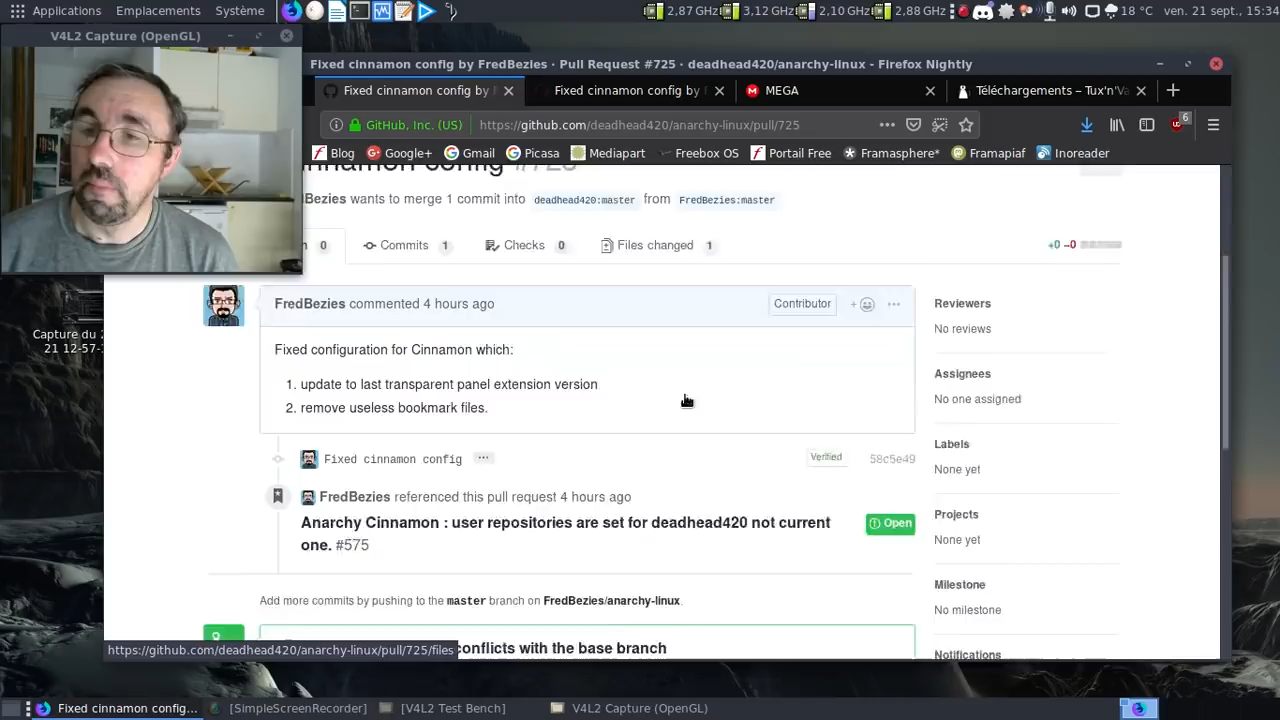 Applications Emplacements Système 2,87 GHz 3,12 GHz 2,10 GHz 2,88 GHz 18 °C ven. 21 sept., 15:34
V4L2 Capture (OpenGL)
Fixed cinnamon config by FredBezies · Pull Request #725 · deadhead420/anarchy-linux - Firefox Nightly
Fixed cinnamon config by Fixed cinnamon config by MEGA Téléchargements – Tux'n'Va
GitHub, Inc. (US) https://github.com/deadhead420/anarchy-linux/pull/725 6
Blog Google+ Gmail Picasa Mediapart Freebox OS Portail Free Framasphere* Framapiaf Inoreader
config #725
Bezies wants to merge 1 commit into deadhead420:master from FredBezies:master
0 Commits 1 Checks 0 Files changed 1 +0 −0
FredBezies commented 4 hours ago Contributor
Fixed configuration for Cinnamon which:
1. update to last transparent panel extension version
2. remove useless bookmark files.
Fixed cinnamon config Verified 58c5e49
FredBezies referenced this pull request 4 hours ago
Anarchy Cinnamon : user repositories are set for deadhead420 not current
one. #575
Open
Add more commits by pushing to the master branch on FredBezies/anarchy-linux.
conflicts with the base branch
Reviewers
No reviews
Assignees
No one assigned
Labels
None yet
Projects
None yet
Milestone
No milestone
Notifications
Capture du 2
21 12-57-
https://github.com/deadhead420/anarchy-linux/pull/725/files
Fixed cinnamon config... [SimpleScreenRecorder] [V4L2 Test Bench] V4L2 Capture (OpenGL)